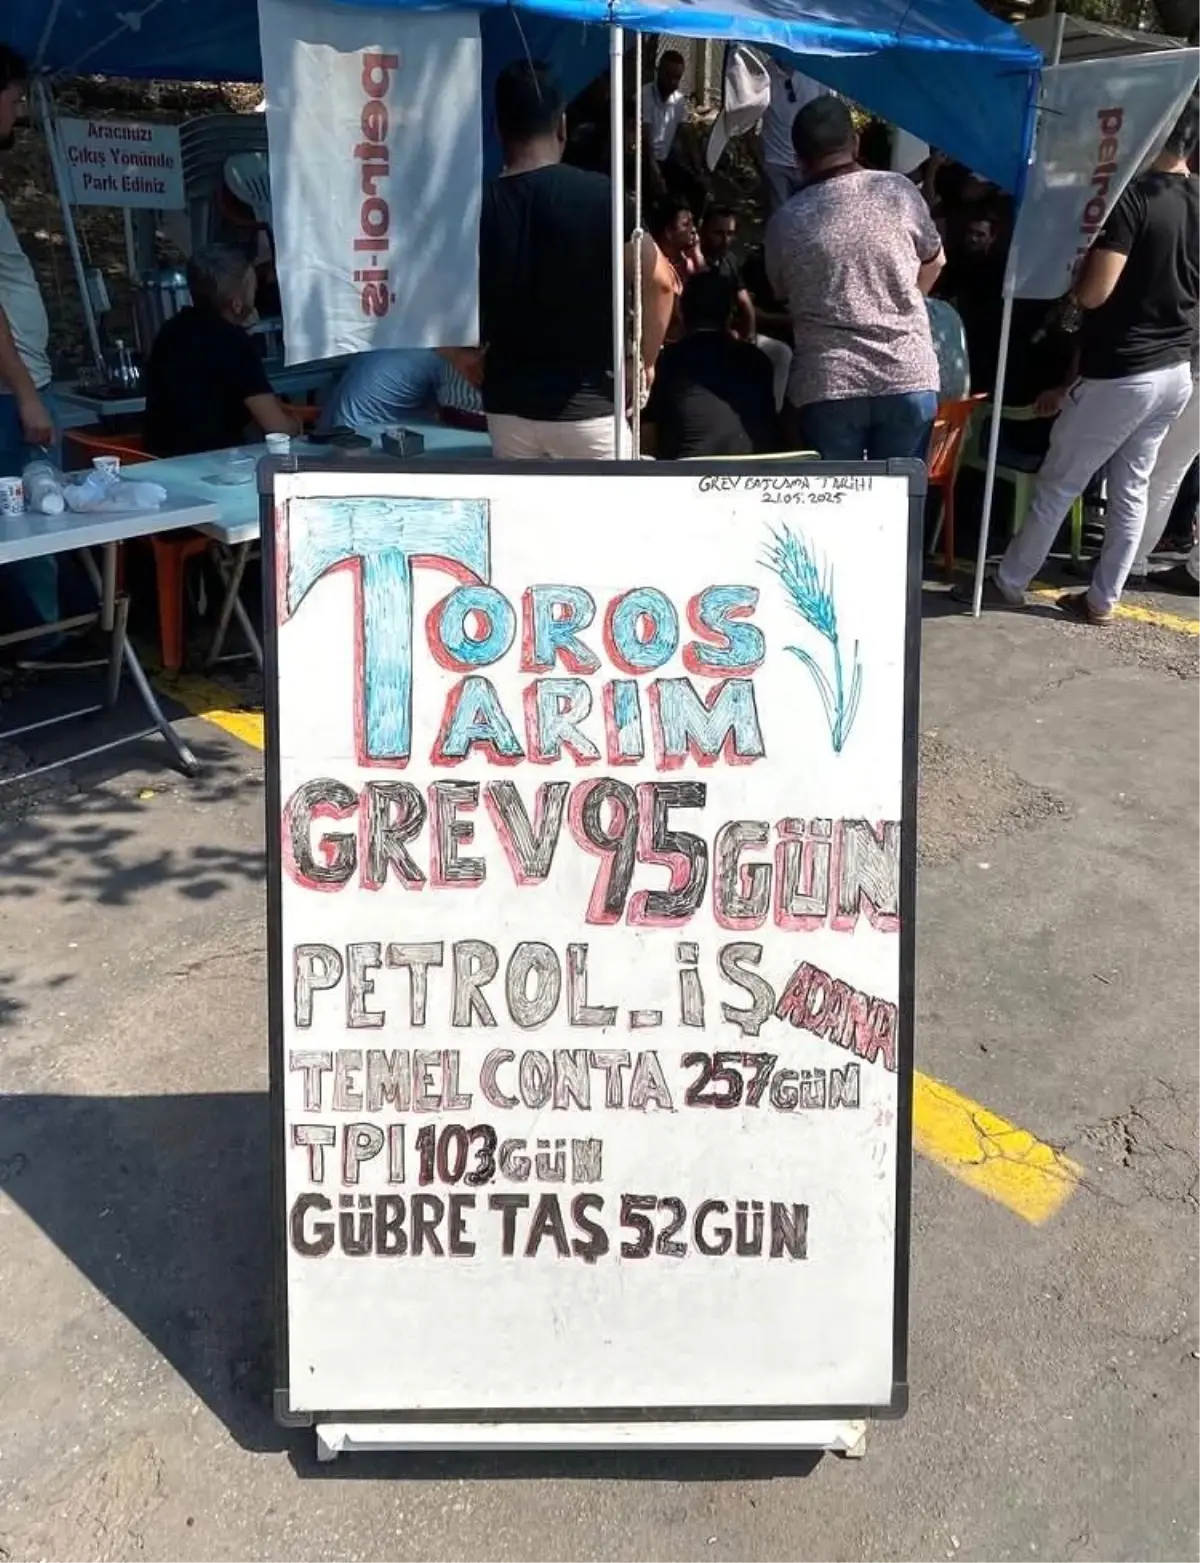 Aracınızı
Çıkış Yönünde
Park Ediniz
petrol-iş
petrol-iş
GREV BAŞLAMA TARİHİ
21.05.2025
TOROS
TARIM
GREV 95 GÜN
PETROL-İŞ ADANA
TEMEL CONTA 257 GÜN
TPI 103 GÜN
GÜBRE TAŞ 52 GÜN